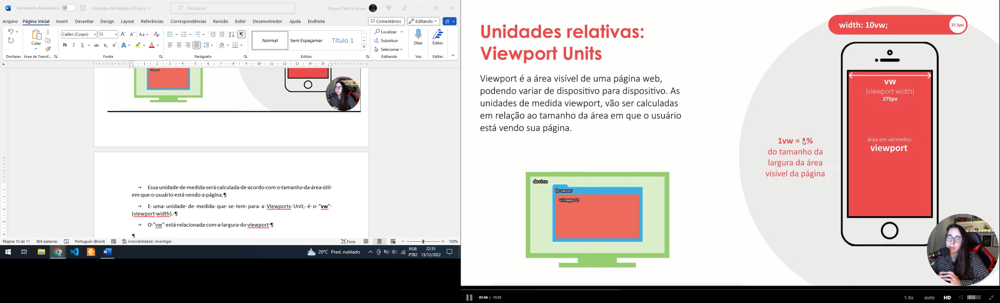 Salvamento Automático
Unidades de Medida CSS.docx
Pesquisar
Brayan Petrick Souza
Arquivo Página Inicial Inserir Desenhar Design Layout Referências Correspondências Revisão Exibir Desenvolvedor Ajuda EndNote
Comentários Editando
Calibri (Corpo) 13
Colar
Normal Sem Espaçamer Título 1
Localizar
Substituir
Selecionar
Ditar
Editor
Desfazer Área de Transf... Fonte Parágrafo Estilos Editando Voz Editor
viewport
→ Essa·unidade·de·medida·será·calculada·de·acordo·com·o·tamanho·da·área·útil·
em·que·o·usuário·está·vendo·a·página.¶
→ E· uma· unidade· de· medida· que· se· tem· para· a· Viewports· Unit,· é· o· “vw”·
(viewport·width).·¶
→ O·“vw”·está·relacionada·com·a·largura·do·viewport·¶
¶
Página 10 de 11 869 palavras Português (Brasil) Acessibilidade: investigar Foco 100%
20°C Pred. nublado
POR
PTB2
22:35
13/12/2022
Unidades relativas:
Viewport Units
Viewport é a área visível de uma página web,
podendo variar de dispositivo para dispositivo. As
unidades de medida viewport, vão ser calculadas
em relação ao tamanho da área em que o usuário
está vendo sua página.
device
browser
viewport
width: 10vw;
37,5px
vw
(viewport width)
375px
área em vermelho:
viewport
1vw = 1%
do tamanho da
largura da área
visível da página
01:54 | 13:33
1.5x auto HD